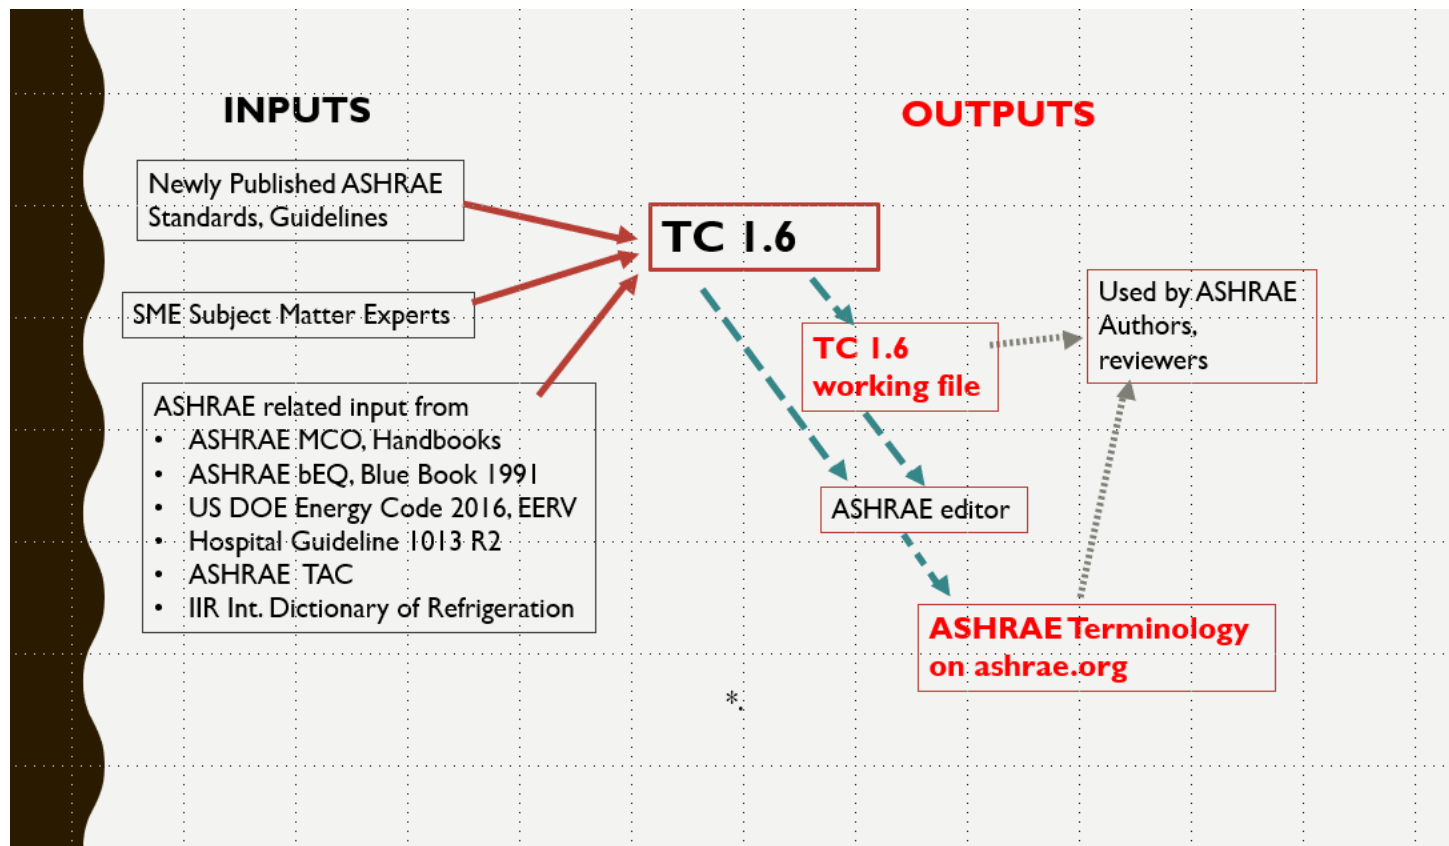 INPUTS
OUTPUTS
Newly Published ASHRAE
Standards, Guidelines
SME Subject Matter Experts
ASHRAE related input from
• ASHRAE MCO, Handbooks
• ASHRAE bEQ, Blue Book 1991
• US DOE Energy Code 2016, EERV
• Hospital Guideline 1013 R2
• ASHRAE TAC
• IIR Int. Dictionary of Refrigeration
TC 1.6
TC 1.6
working file
Used by ASHRAE
Authors,
reviewers
ASHRAE editor
ASHRAE Terminology
on ashrae.org
*.